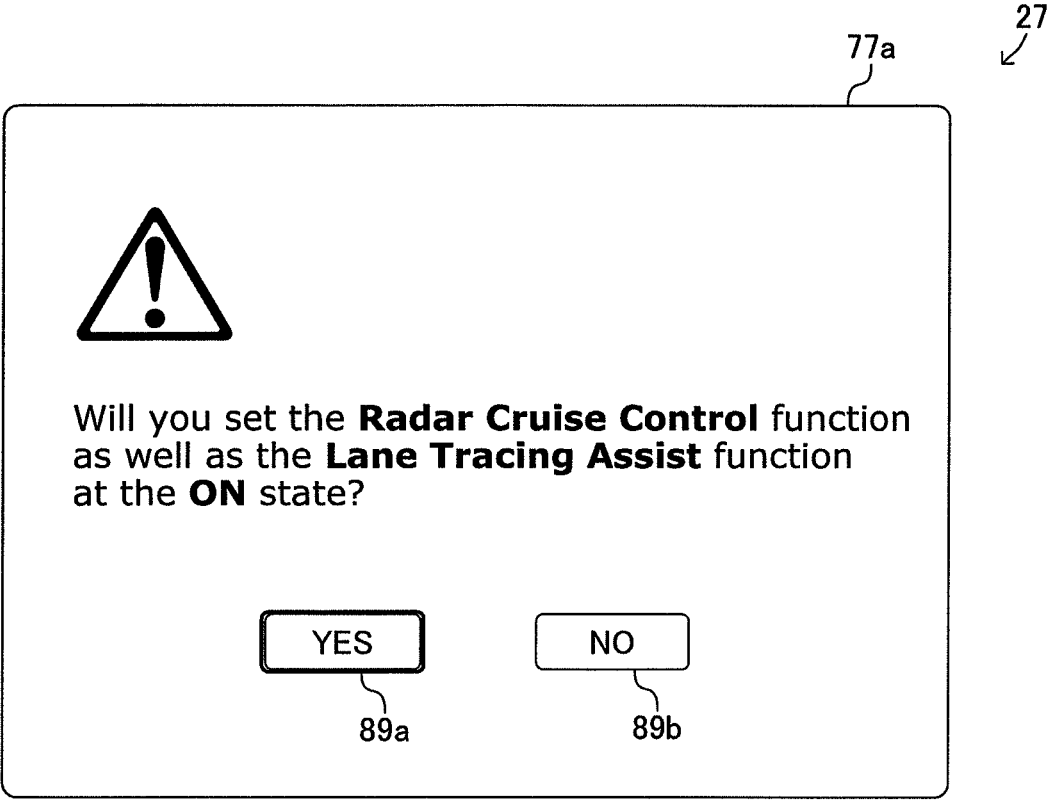 27
77a
Will you set the Radar Cruise Control function
as well as the Lane Tracing Assist function
at the ON state?
YES NO
89a 89b